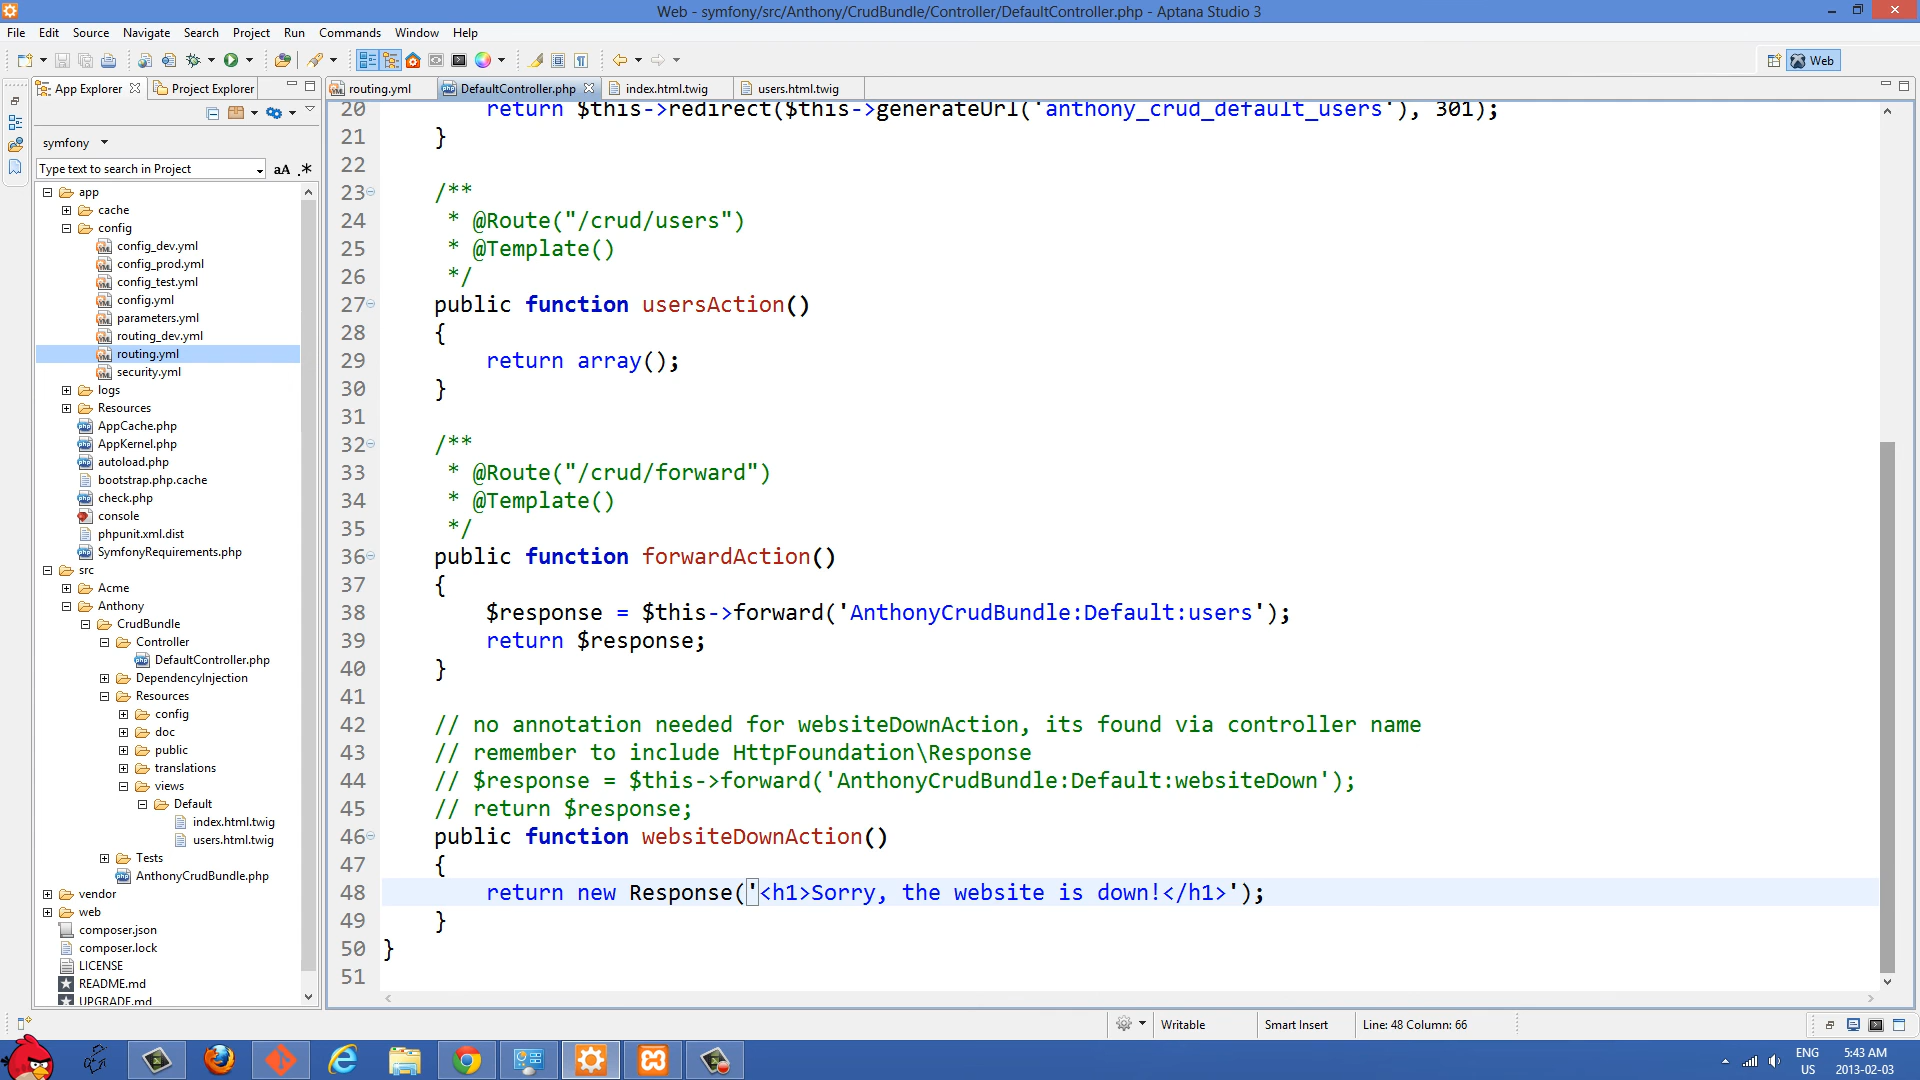 Web - symfony/src/Anthony/CrudBundle/Controller/DefaultController.php - Aptana Studio 3
File Edit Source Navigate Search Project Run Commands Window Help
Web
App Explorer Project Explorer
routing.yml DefaultController.php index.html.twig users.html.twig
symfony
Type text to search in Project aA .*
app
cache
config
config_dev.yml
config_prod.yml
config_test.yml
config.yml
parameters.yml
routing_dev.yml
routing.yml
security.yml
logs
Resources
AppCache.php
AppKernel.php
autoload.php
bootstrap.php.cache
check.php
console
phpunit.xml.dist
SymfonyRequirements.php
src
Acme
Anthony
CrudBundle
Controller
DefaultController.php
DependencyInjection
Resources
config
doc
public
translations
views
Default
index.html.twig
users.html.twig
Tests
AnthonyCrudBundle.php
vendor
web
composer.json
composer.lock
LICENSE
README.md
UPGRADE.md
20 return $this->redirect($this->generateUrl('anthony_crud_default_users'), 301);
21 }
22
23 /**
24 * @Route("/crud/users")
25 * @Template()
26 */
27 public function usersAction()
28 {
29 return array();
30 }
31
32 /**
33 * @Route("/crud/forward")
34 * @Template()
35 */
36 public function forwardAction()
37 {
38 $response = $this->forward('AnthonyCrudBundle:Default:users');
39 return $response;
40 }
41
42 // no annotation needed for websiteDownAction, its found via controller name
43 // remember to include HttpFoundation\Response
44 // $response = $this->forward('AnthonyCrudBundle:Default:websiteDown');
45 // return $response;
46 public function websiteDownAction()
47 {
48 return new Response('<h1>Sorry, the website is down!</h1>');
49 }
50 }
51
Writable Smart Insert Line: 48 Column: 66
ENG 5:43 AM
US 2013-02-03